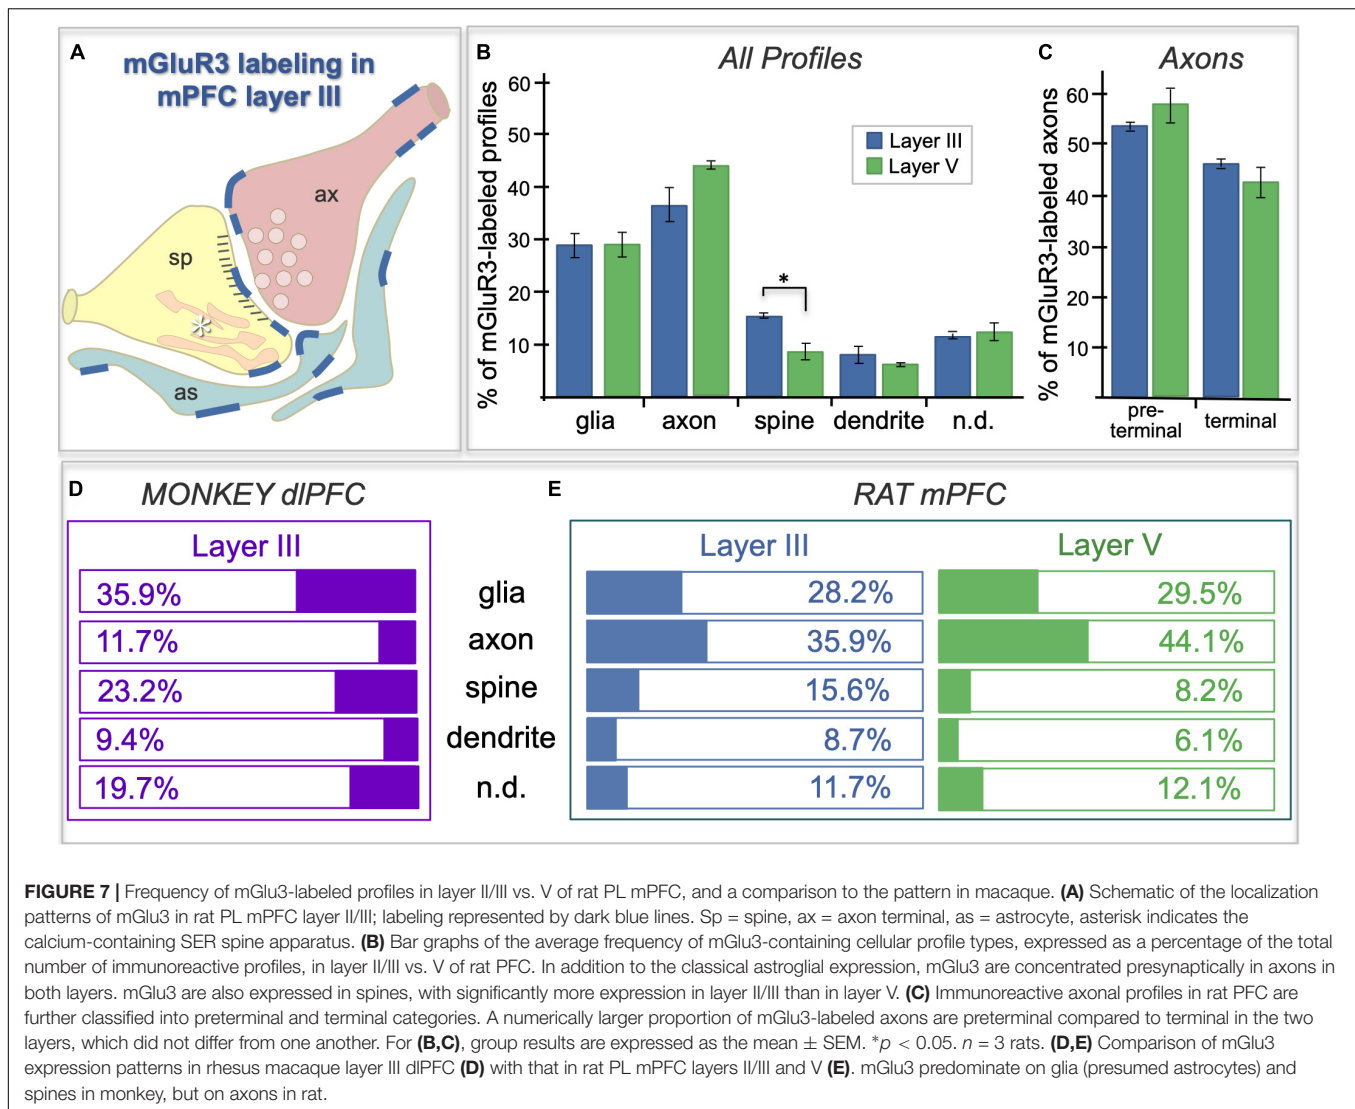 A
mGluR3 labeling in
mPFC layer III
ax
sp
as
B
All Profiles
% of mGluR3-labeled profiles
60
50
40
30
20
10
Layer III
Layer V
*
glia axon spine dendrite n.d.
C
Axons
% of mGluR3-labeled axons
60
50
40
30
20
10
pre-
terminal
terminal
D
MONKEY dlPFC
Layer III
35.9%
11.7%
23.2%
9.4%
19.7%
glia
axon
spine
dendrite
n.d.
E
RAT mPFC
Layer III
28.2%
35.9%
15.6%
8.7%
11.7%
Layer V
29.5%
44.1%
8.2%
6.1%
12.1%
FIGURE 7 | Frequency of mGlu3-labeled profiles in layer II/III vs. V of rat PL mPFC, and a comparison to the pattern in macaque. (A) Schematic of the localization
patterns of mGlu3 in rat PL mPFC layer II/III; labeling represented by dark blue lines. Sp = spine, ax = axon terminal, as = astrocyte, asterisk indicates the
calcium-containing SER spine apparatus. (B) Bar graphs of the average frequency of mGlu3-containing cellular profile types, expressed as a percentage of the total
number of immunoreactive profiles, in layer II/III vs. V of rat PFC. In addition to the classical astroglial expression, mGlu3 are concentrated presynaptically in axons in
both layers. mGlu3 are also expressed in spines, with significantly more expression in layer II/III than in layer V. (C) Immunoreactive axonal profiles in rat PFC are
further classified into preterminal and terminal categories. A numerically larger proportion of mGlu3-labeled axons are preterminal compared to terminal in the two
layers, which did not differ from one another. For (B,C), group results are expressed as the mean ± SEM. *p < 0.05. n = 3 rats. (D,E) Comparison of mGlu3
expression patterns in rhesus macaque layer III dlPFC (D) with that in rat PL mPFC layers II/III and V (E). mGlu3 predominate on glia (presumed astrocytes) and
spines in monkey, but on axons in rat.